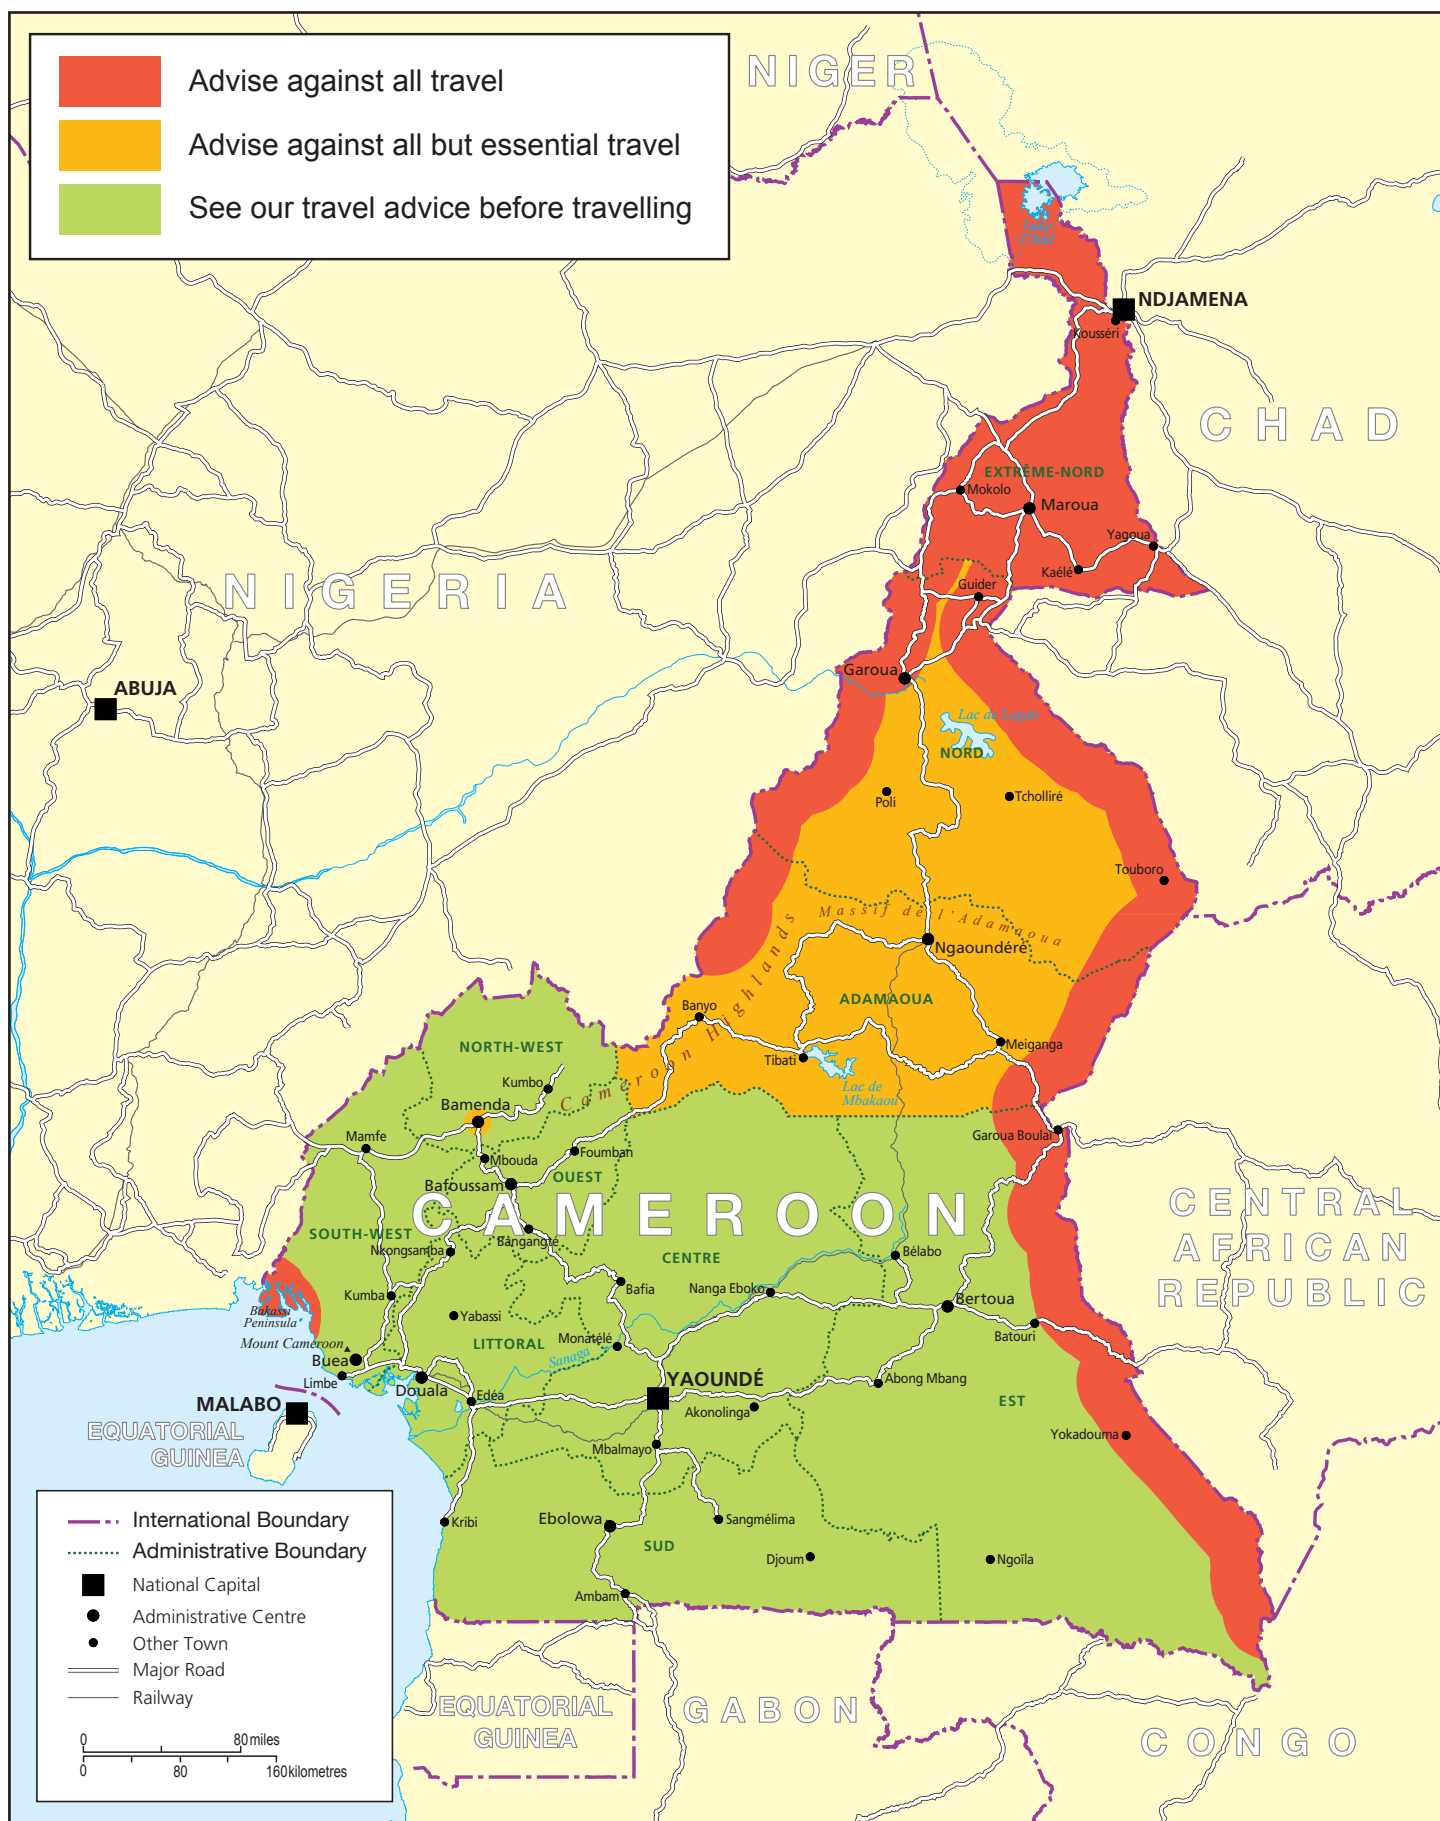 Advise against all travel
Advise against all but essential travel
See our travel advice before travelling
NIGER
Lake
Chad
NDJAMENA
Kousséri
CHAD
EXTRÊME-NORD
Mokolo
Maroua
Yagoua
Kaélé
Guider
NIGERIA
Garoua
ABUJA
Lac de Lagdo
NORD
Poli
Tcholliré
Touboro
Massif de l'Adamaoua
Ngaoundéré
Cameroon Highlands
ADAMAOUA
Banyo
Meiganga
Tibati
Lac de
Mbakaou
NORTH-WEST
Kumbo
Bamenda
Garoua Boulai
Mamfe
Mbouda
Foumban
OUEST
Bafoussam
CAMEROON
CENTRAL
AFRICAN
REPUBLIC
SOUTH-WEST
Bangangté
Nkongsamba
CENTRE
Bélabo
Bafia
Nanga Eboko
Kumba
Bertoua
Bakassi
Peninsula
Yabassi
Batouri
Mount Cameroon
LITTORAL
Monatélé
Sanaga
Buea
Limbe
Douala
Edéa
YAOUNDÉ
Abong Mbang
Akonolinga
EST
MALABO
EQUATORIAL
GUINEA
Mbalmayo
Yokadouma
Kribi
Ebolowa
Sangmélima
SUD
Djoum
Ngoïla
Ambam
EQUATORIAL
GUINEA
GABON
CONGO
International Boundary
Administrative Boundary
National Capital
Administrative Centre
Other Town
Major Road
Railway
0 80 miles
0 80 160 kilometres